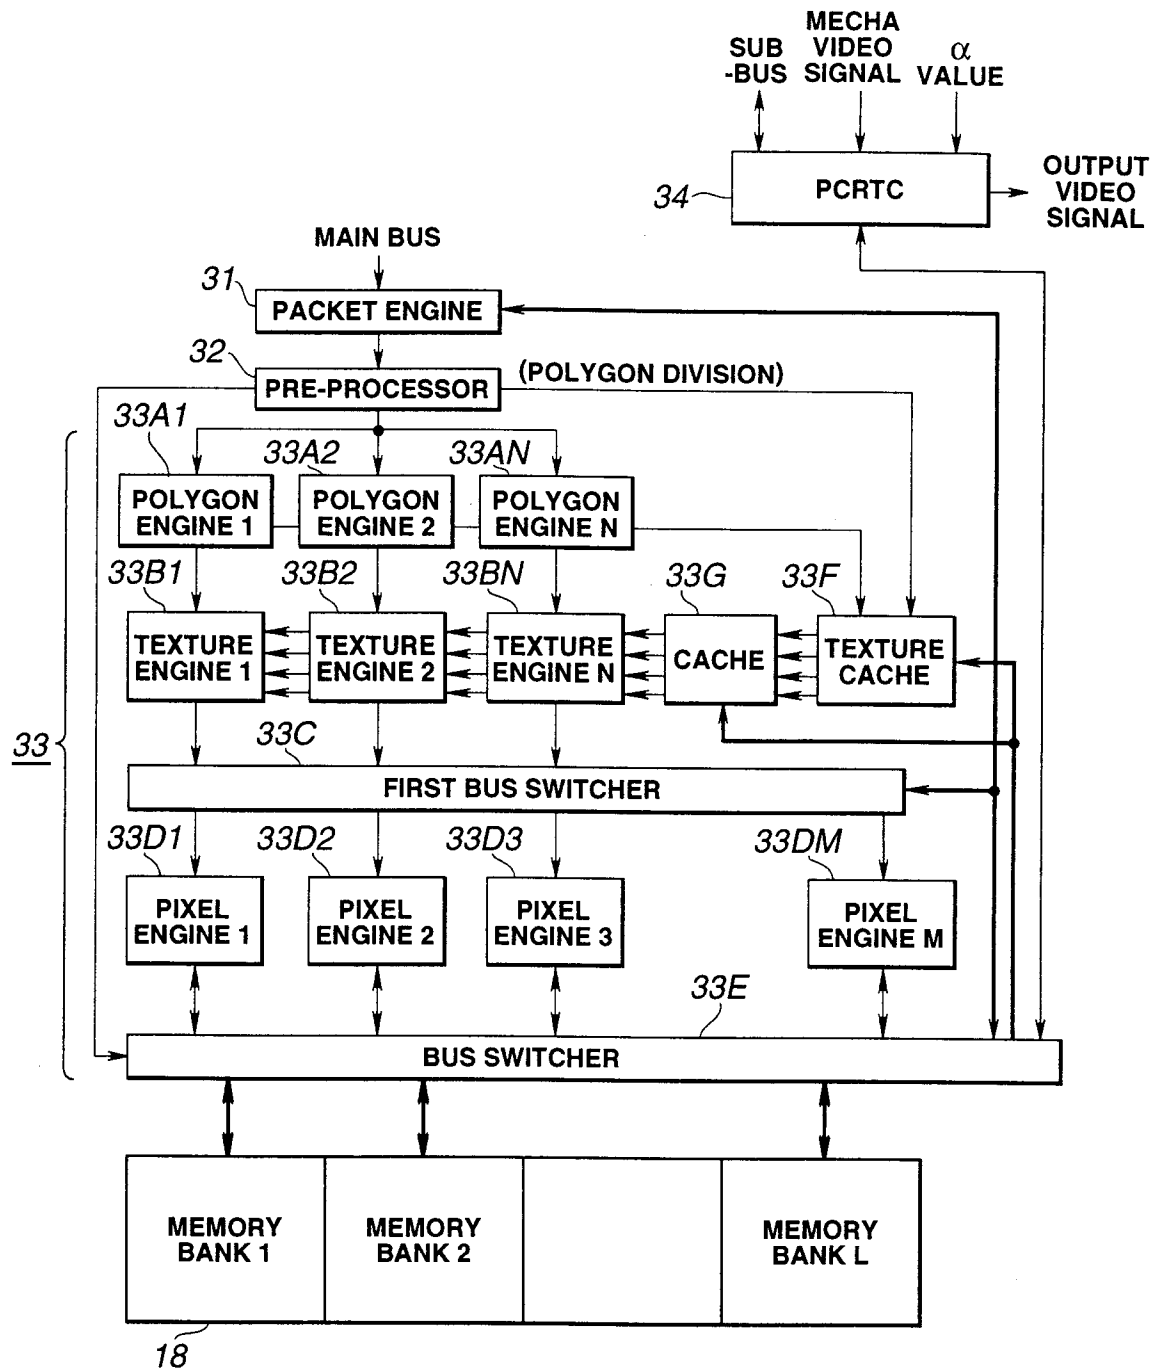 SUB
-BUS
MECHA
VIDEO
SIGNAL
α
VALUE
34
PCRTC
OUTPUT
VIDEO
SIGNAL
MAIN BUS
31
PACKET ENGINE
32
PRE-PROCESSOR
(POLYGON DIVISION)
33A1
33A2
33AN
POLYGON
ENGINE 1
POLYGON
ENGINE 2
POLYGON
ENGINE N
33B1
33B2
33BN
33G
33F
TEXTURE
ENGINE 1
TEXTURE
ENGINE 2
TEXTURE
ENGINE N
CACHE
TEXTURE
CACHE
33
33C
FIRST BUS SWITCHER
33D1
33D2
33D3
33DM
PIXEL
ENGINE 1
PIXEL
ENGINE 2
PIXEL
ENGINE 3
PIXEL
ENGINE M
33E
BUS SWITCHER
MEMORY
BANK 1
MEMORY
BANK 2
MEMORY
BANK L
18